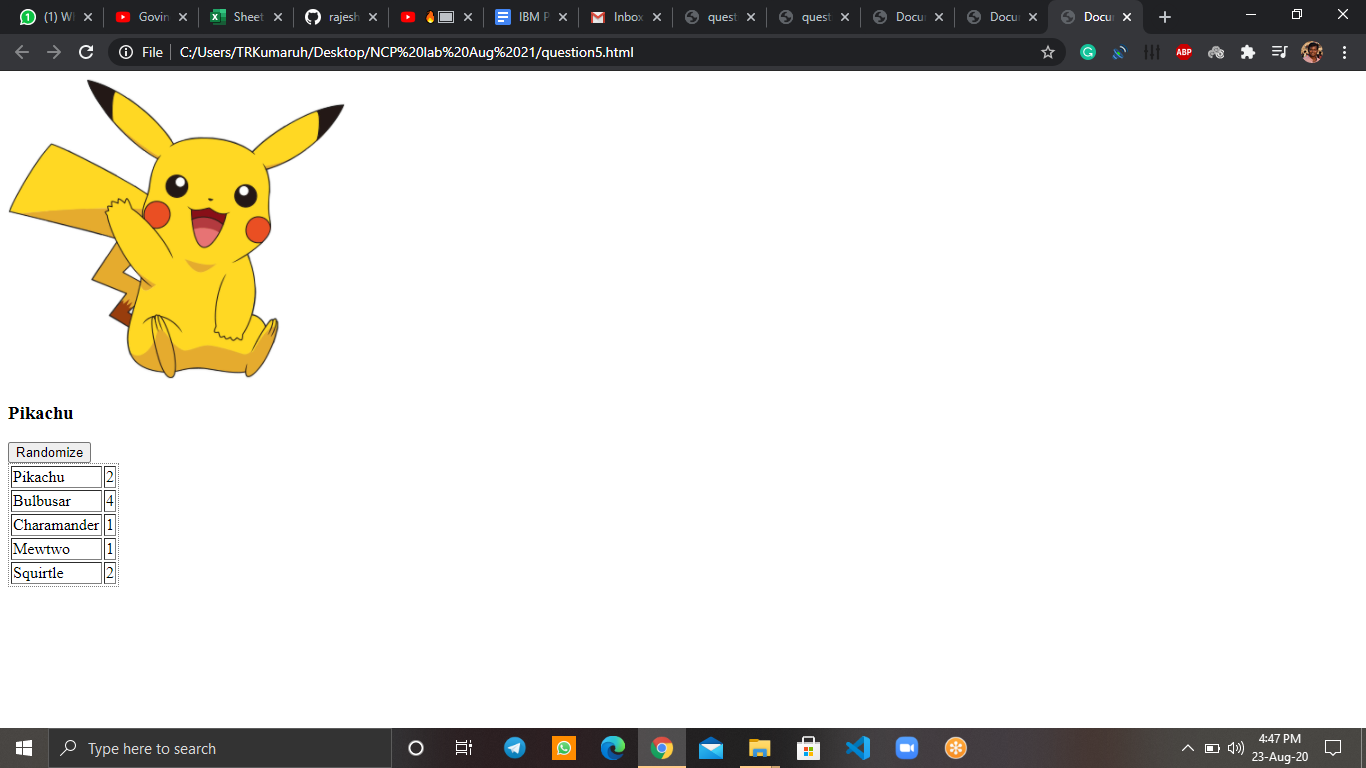 (1) W
Govin
Sheet
rajesh
IBM P
Inbox
quest
quest
Docu
Docu
Docu
File
C:/Users/TRKumaruh/Desktop/NCP%20lab%20Aug%2021/question5.html
ABP
Pikachu
Randomize
Pikachu 2
Bulbusar 4
Charamander 1
Mewtwo 1
Squirtle 2
Type here to search
4:47 PM
23-Aug-20